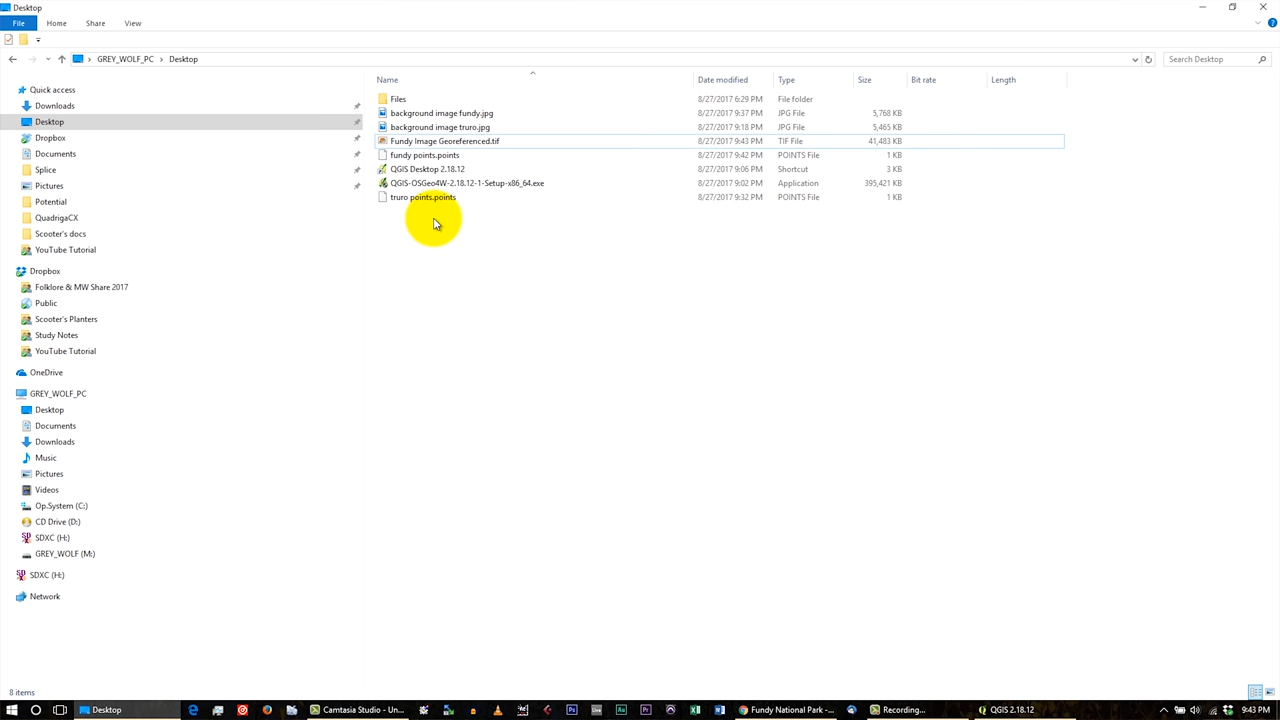 Desktop
File Home Share View
GREY_WOLF_PC Desktop Search Desktop
Name Date modified Type Size Bit rate Length
Quick access
Downloads
Desktop
Dropbox
Documents
Splice
Pictures
Potential
QuadrigaCX
Scooter's docs
YouTube Tutorial
Dropbox
Folklore & MW Share 2017
Public
Scooter's Planters
Study Notes
YouTube Tutorial
OneDrive
GREY_WOLF_PC
Desktop
Documents
Downloads
Music
Pictures
Videos
Op.System (C:)
CD Drive (D:)
SDXC (H:)
GREY_WOLF (M:)
SDXC (H:)
Network
Files 8/27/2017 6:29 PM File folder
background image fundy.jpg 8/27/2017 9:37 PM JPG File 5,768 KB
background image truro.jpg 8/27/2017 9:18 PM JPG File 5,465 KB
Fundy Image Georeferenced.tif 8/27/2017 9:43 PM TIF File 41,483 KB
fundy points.points 8/27/2017 9:42 PM POINTS File 1 KB
QGIS Desktop 2.18.12 8/27/2017 9:06 PM Shortcut 3 KB
QGIS-OSGeo4W-2.18.12-1-Setup-x86_64.exe 8/27/2017 9:02 PM Application 395,421 KB
truro points.points 8/27/2017 9:32 PM POINTS File 1 KB
8 items
Desktop Camtasia Studio - Un... Fundy National Park -... Recording... QGIS 2.18.12 9:43 PM